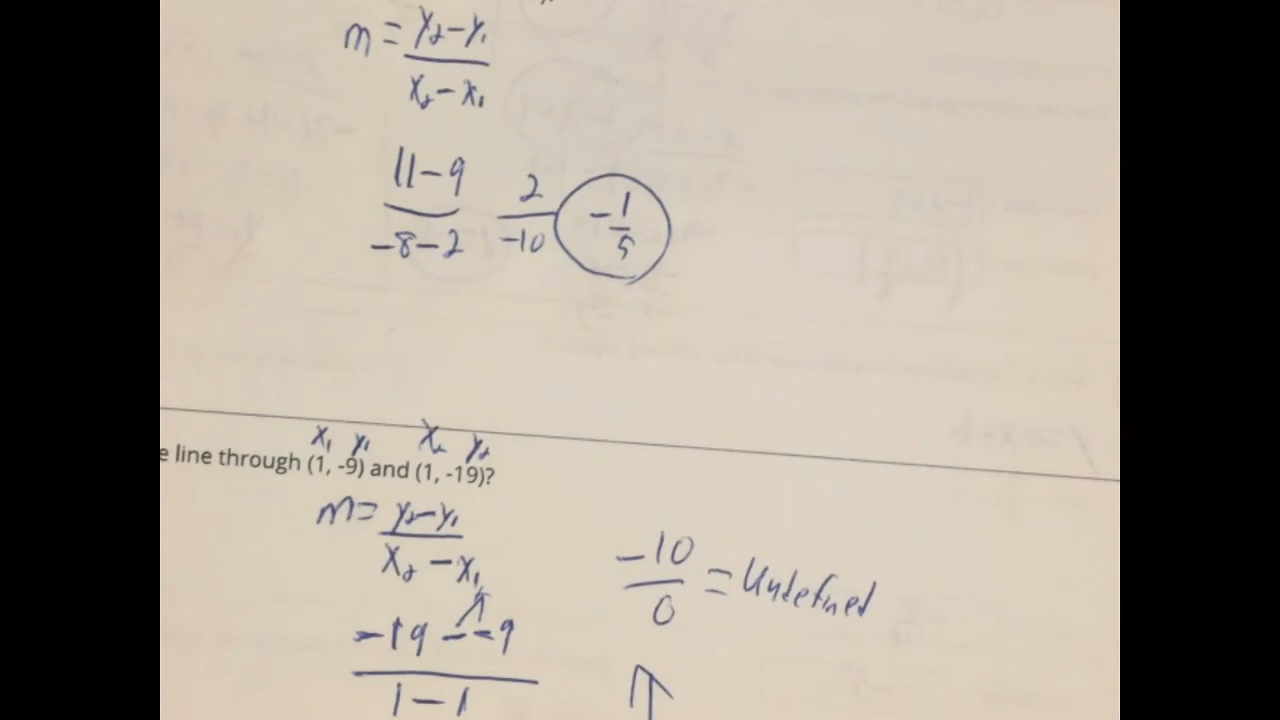 m = y₂ - y₁
x₂ - x₁
11 - 9
-8 - 2
2
-10
-1
5
x₁ y₁ x₂ y₂
e line through (1, -9) and (1, -19)?
m = y₂ - y₁
x₂ - x₁
-19 - -9
1 - 1
-10
0
= Undefined